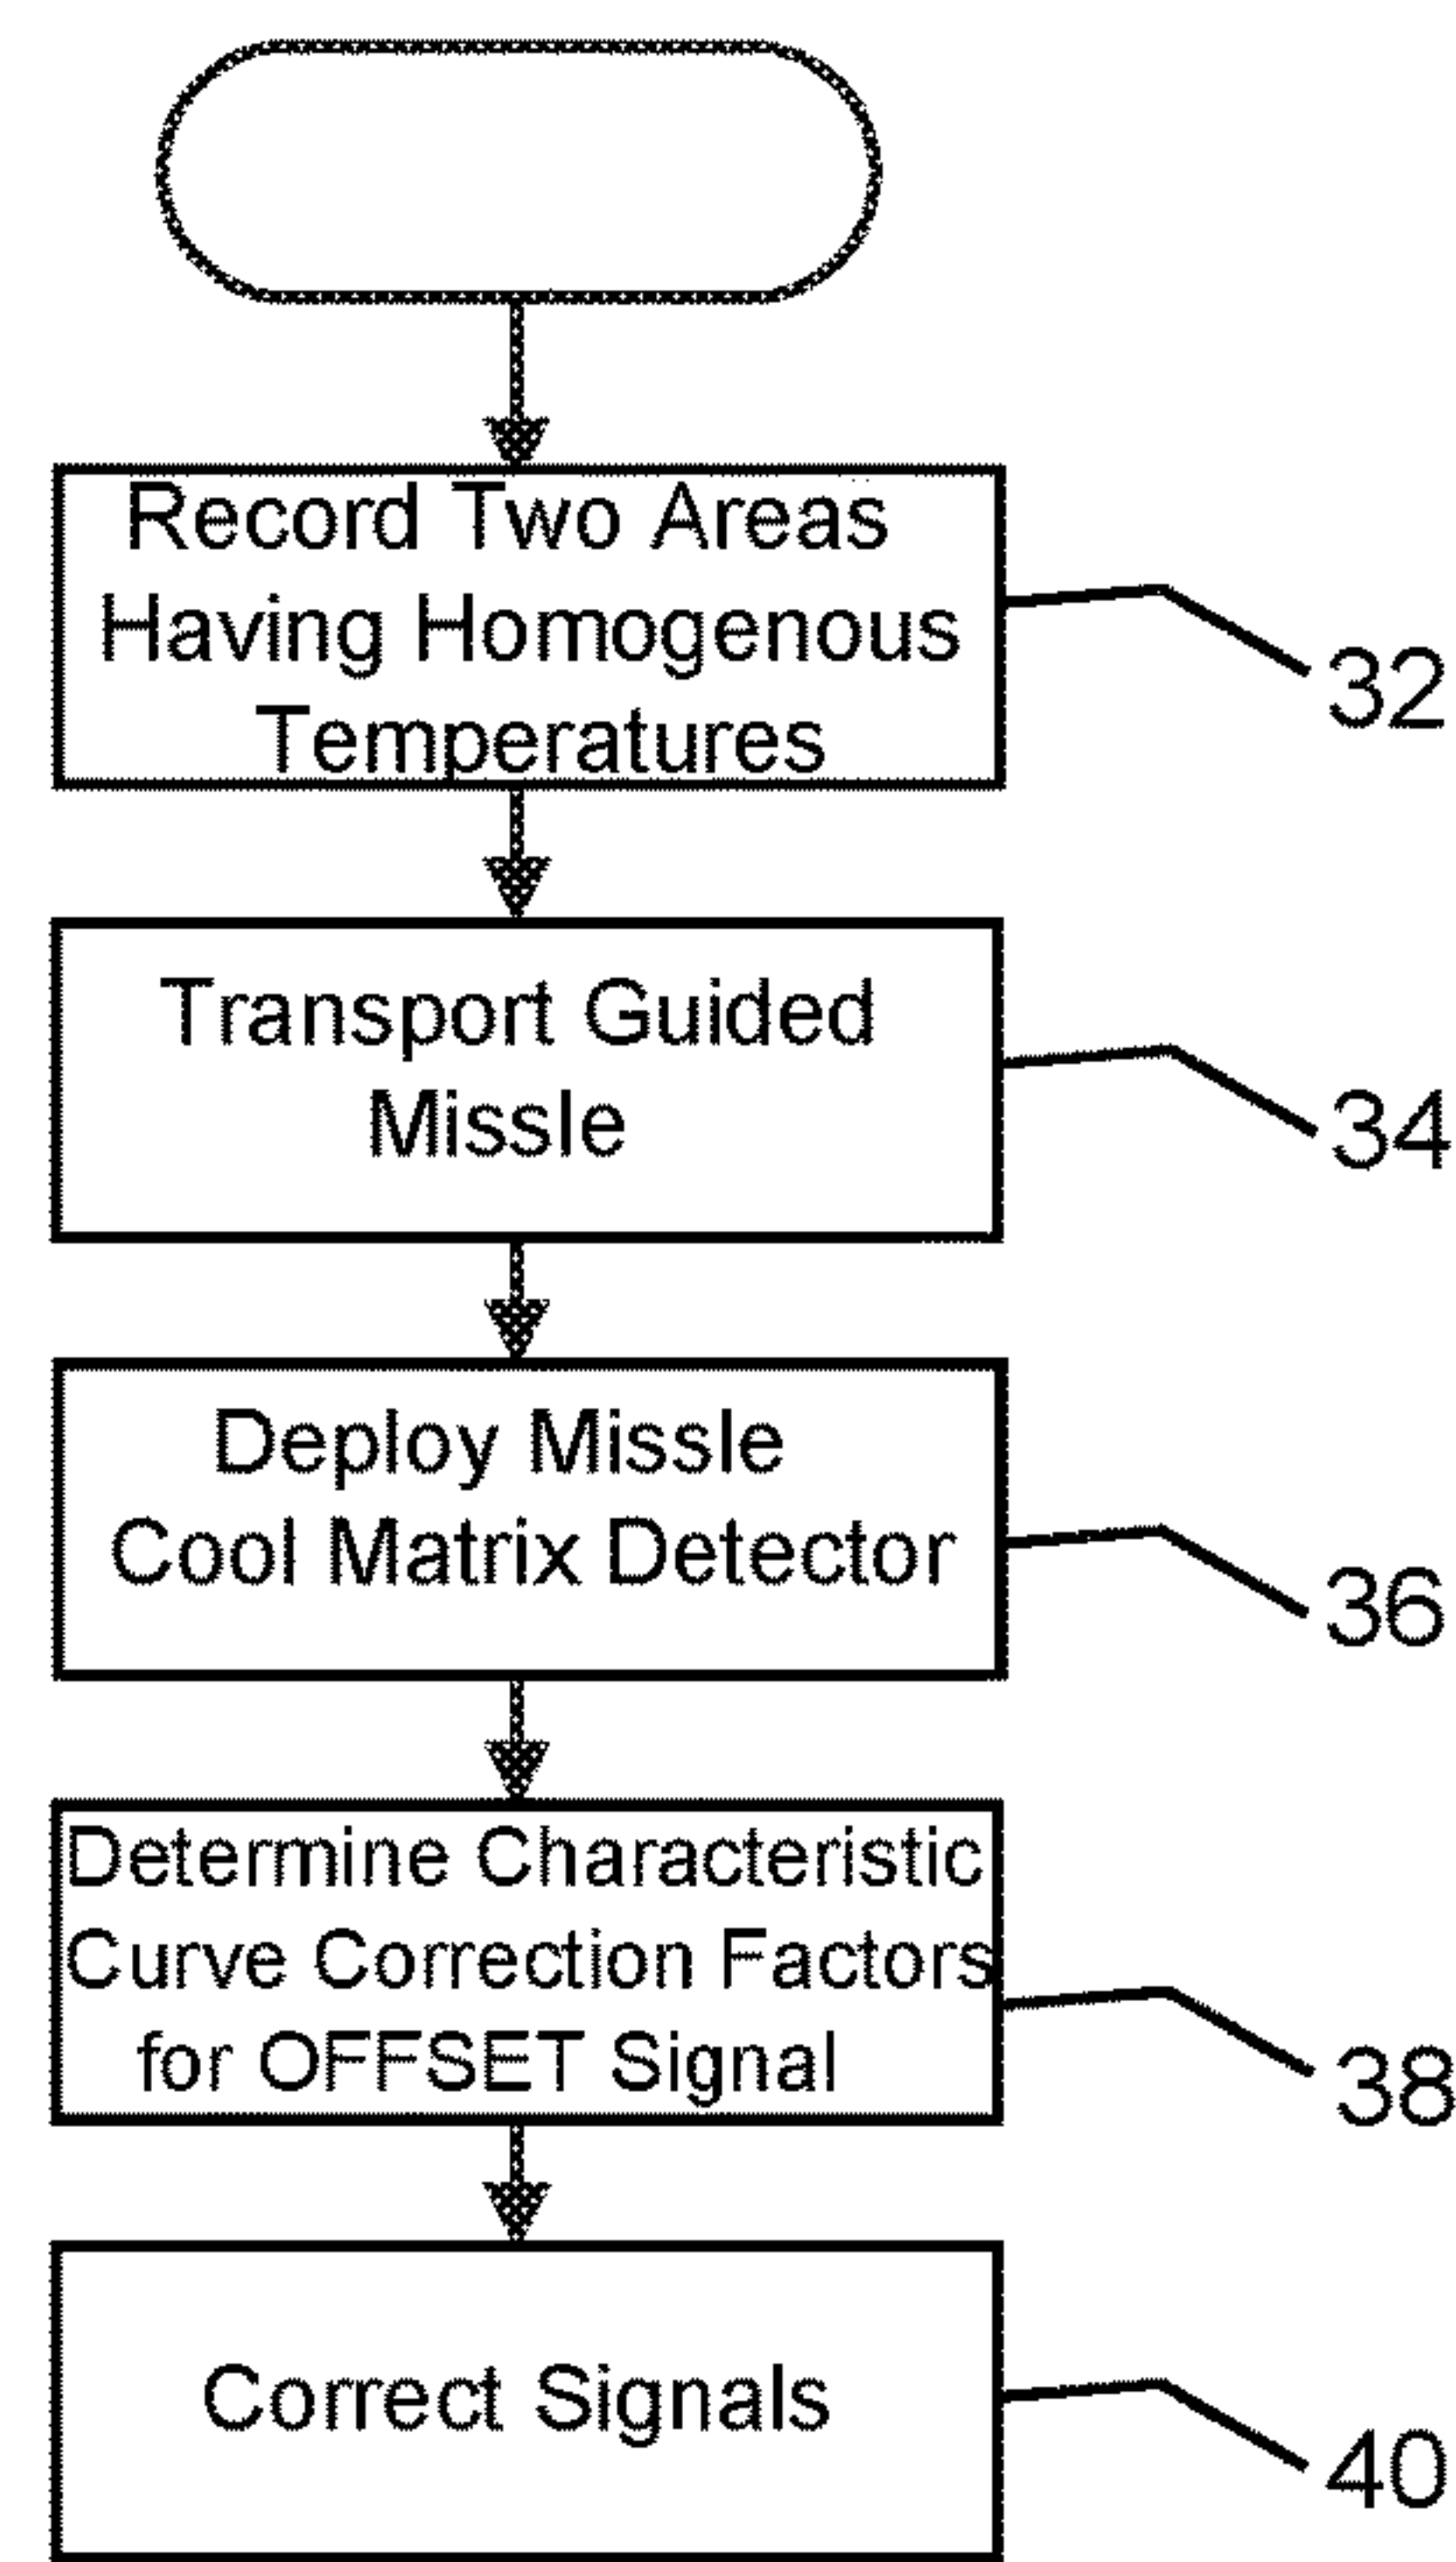 Record Two Areas
Having Homogenous
Temperatures
32
Transport Guided
Missle
34
Deploy Missle
Cool Matrix Detector
36
Determine Characteristic
Curve Correction Factors
for OFFSET Signal
38
Correct Signals
40